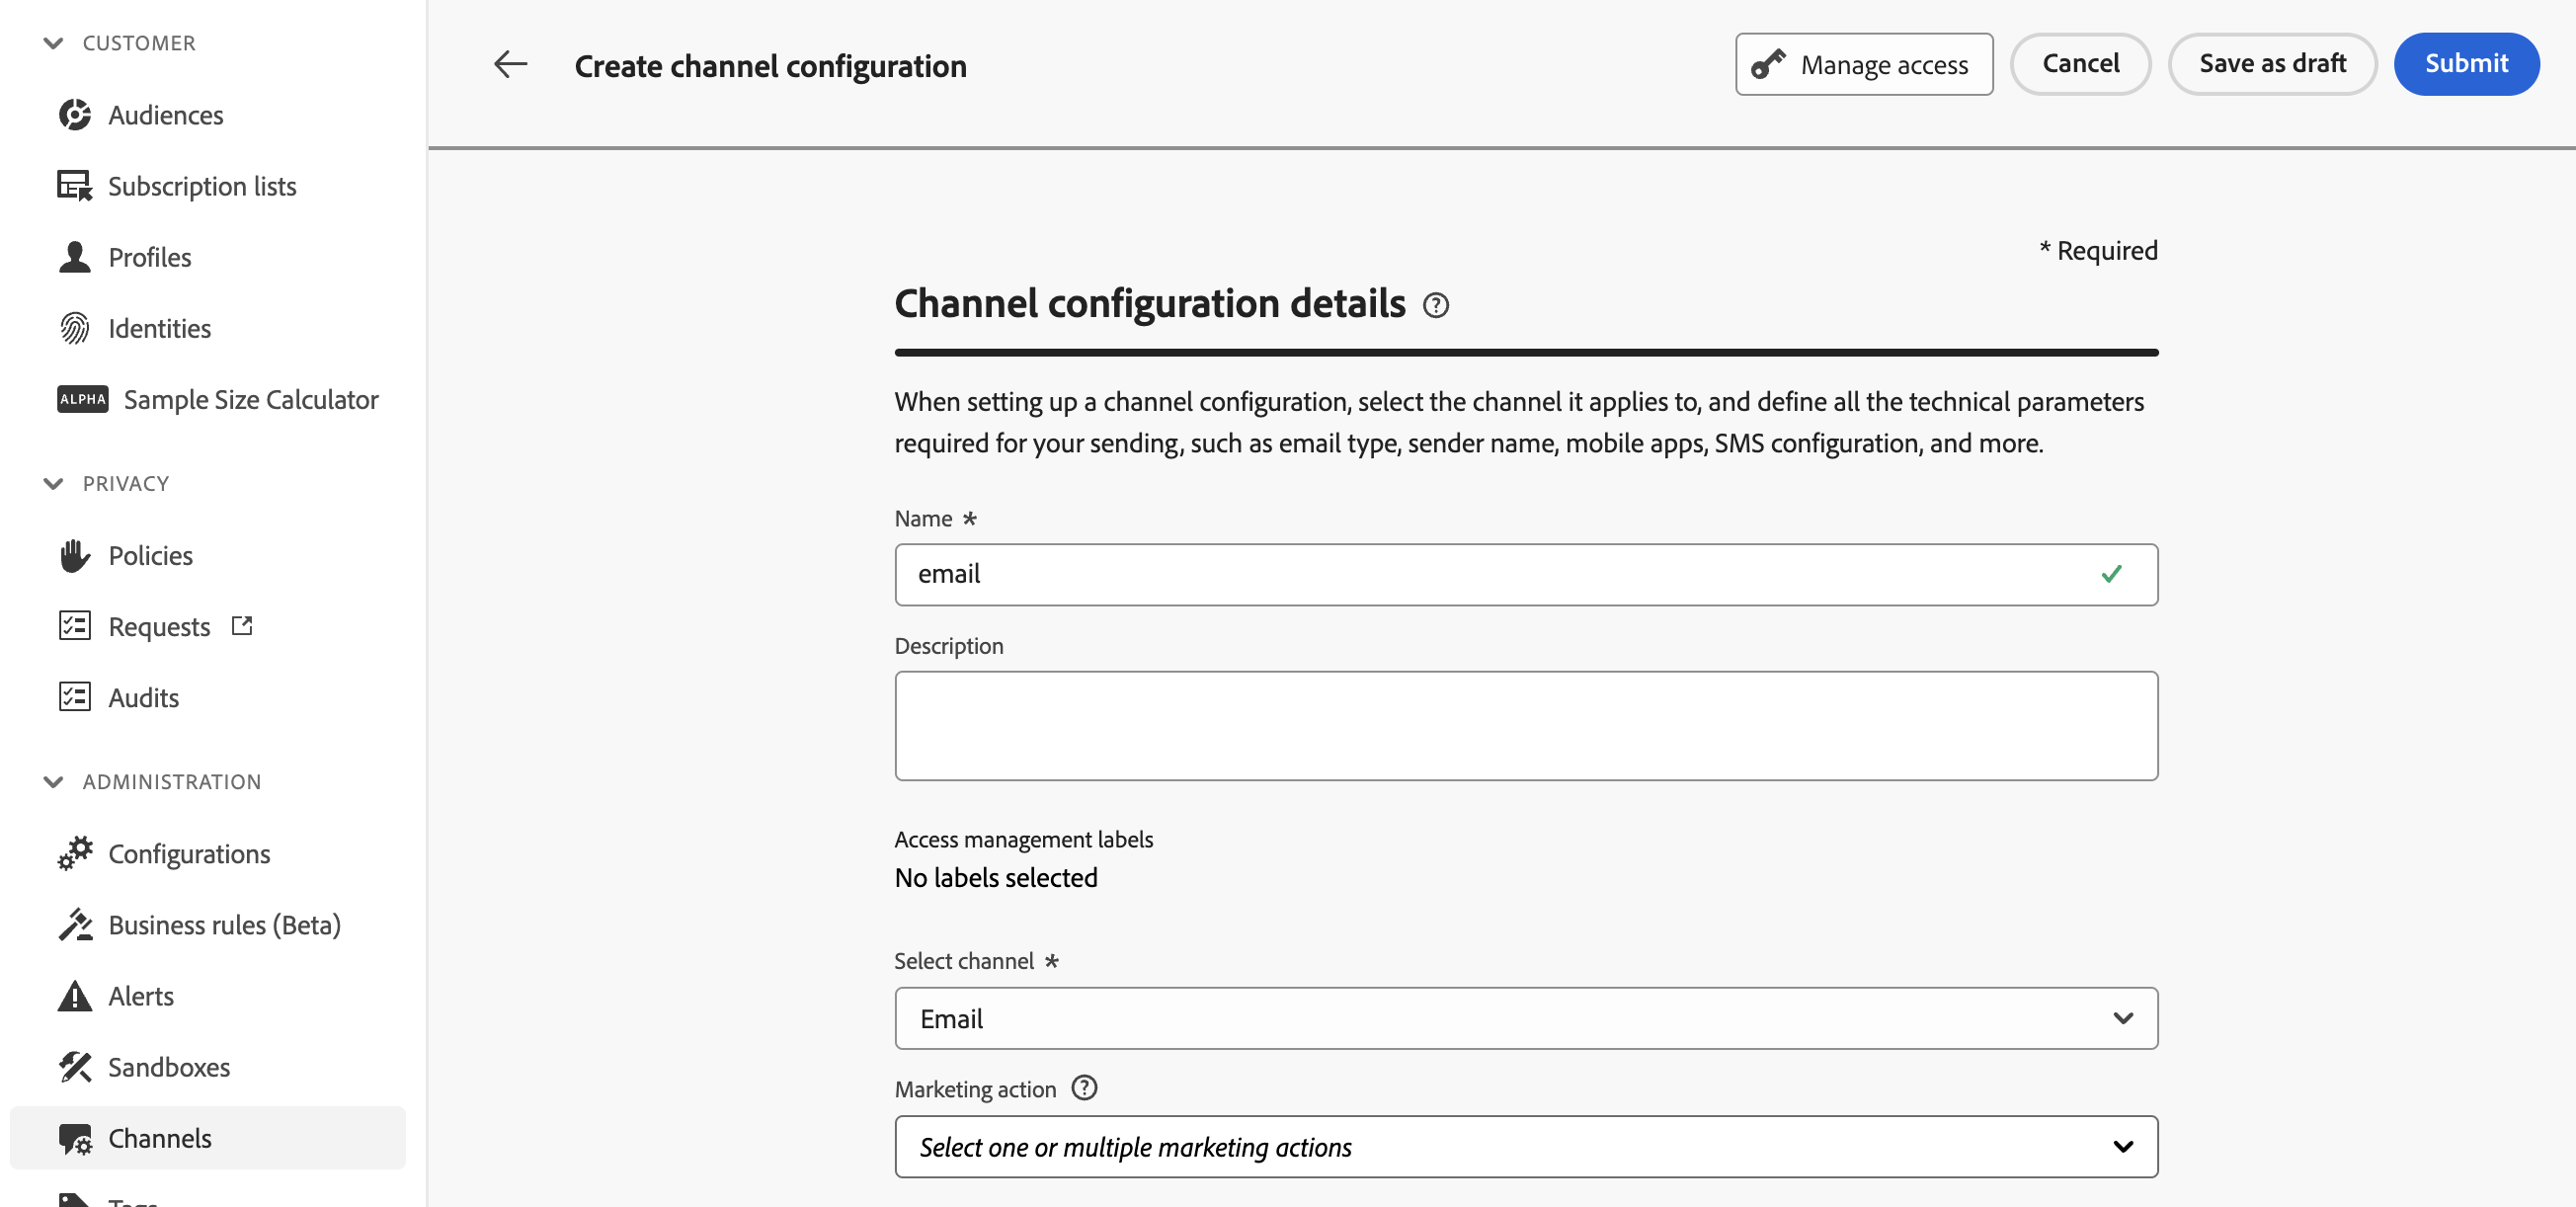 CUSTOMER
Audiences
Subscription lists
Profiles
Identities
ALPHA Sample Size Calculator
PRIVACY
Policies
Requests
Audits
ADMINISTRATION
Configurations
Business rules (Beta)
Alerts
Sandboxes
Channels
Tags
Create channel configuration
Manage access
Cancel
Save as draft
Submit
* Required
Channel configuration details
When setting up a channel configuration, select the channel it applies to, and define all the technical parameters
required for your sending, such as email type, sender name, mobile apps, SMS configuration, and more.
Name *
email
Description
Access management labels
No labels selected
Select channel *
Email
Marketing action
Select one or multiple marketing actions